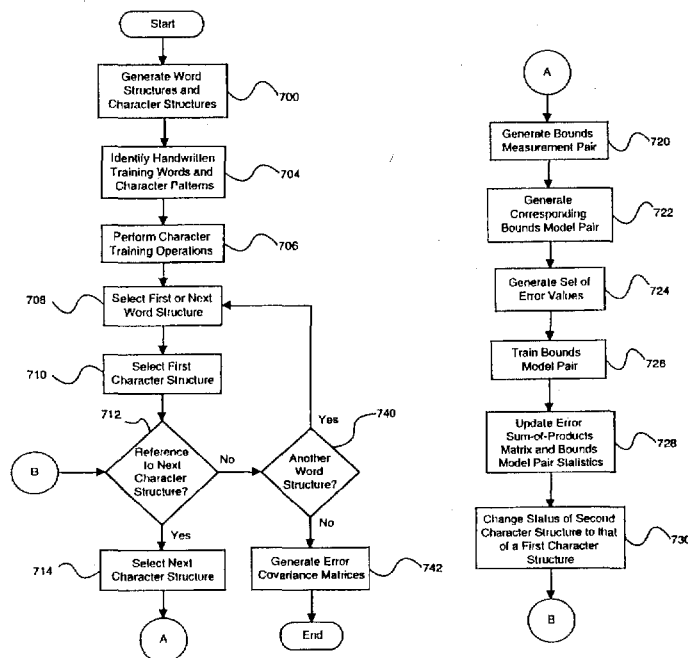 Start
Generate Word
Structures and
Character Structures
700
Identify Handwritten
Training Words and
Character Patterns
704
Perform Character
Training Operations
706
708
Select First or Next
Word Structure
710
Select First
Character Structure
712
Reference
to Next
Character
Structure?
B
No
Yes
740
Another
Word
Structure?
Yes
No
714
Select Next
Character Structure
Generate Error
Covariance Matrices
742
A
End
A
Generate Bounds
Measurement Pair
720
Generate
Corresponding
Bounds Model Pair
722
Generate Set of
Error Values
724
Train Bounds
Model Pair
726
Update Error
Sum-of-Products
Matrix and Bounds
Model Pair Statistics
728
Change Status of Second
Character Structure to that
of a First Character
Structure
730
B